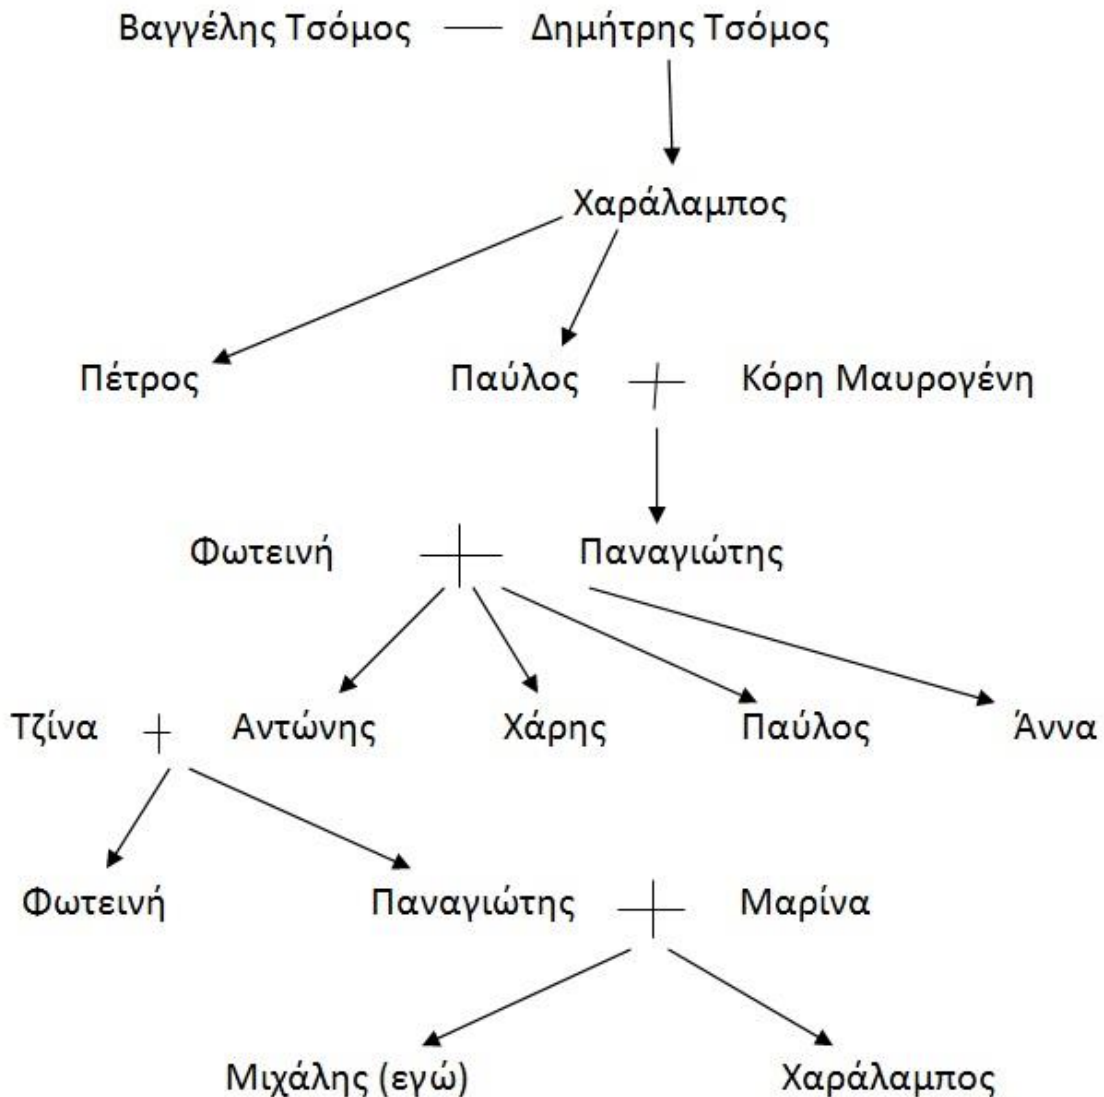 Βαγγέλης Τσόμος — Δημήτρης Τσόμος
Χαράλαμπος
Πέτρος Παύλος + Κόρη Μαυρογένη
Φωτεινή + Παναγιώτης
Τζίνα + Αντώνης Χάρης Παύλος Άννα
Φωτεινή Παναγιώτης + Μαρίνα
Μιχάλης (εγώ) Χαράλαμπος